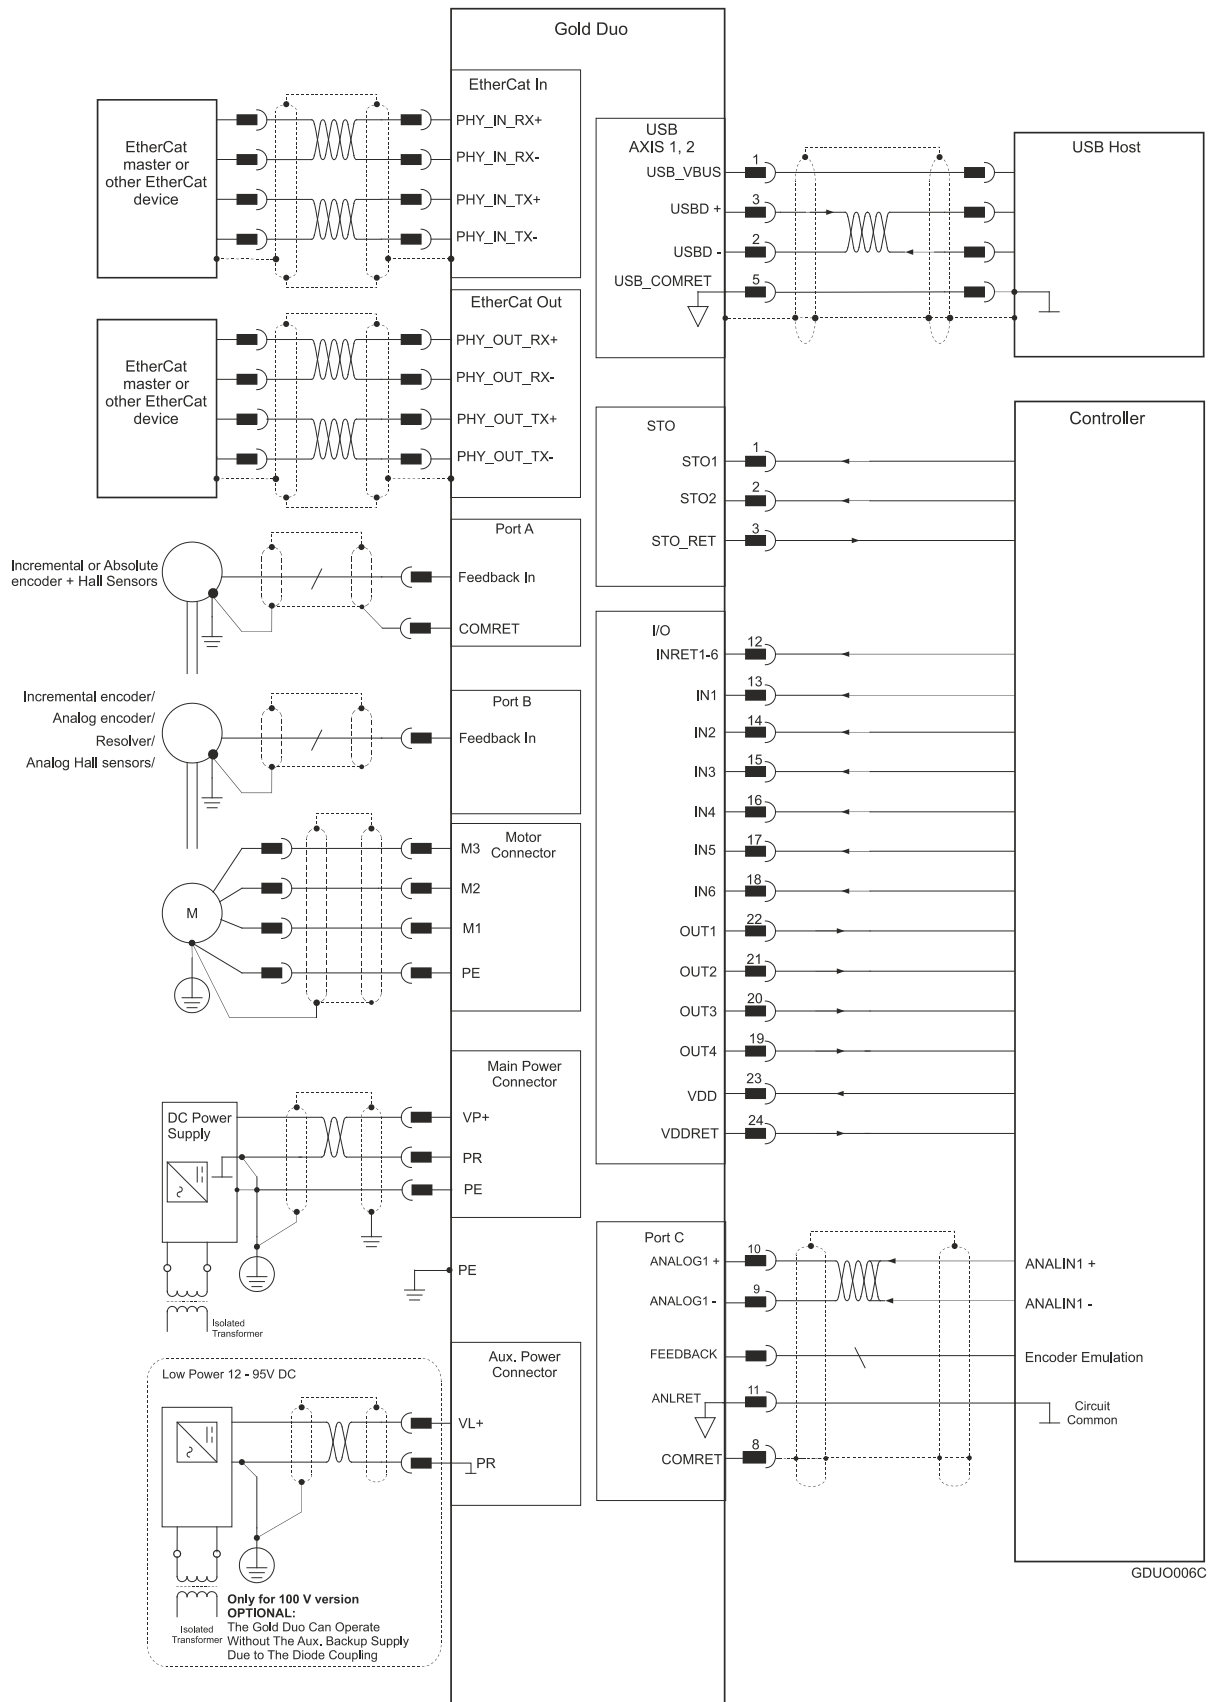 Gold Duo
EtherCat In
EtherCat
master or
other EtherCat
device
PHY_IN_RX+
PHY_IN_RX-
PHY_IN_TX+
PHY_IN_TX-
EtherCat Out
EtherCat
master or
other EtherCat
device
PHY_OUT_RX+
PHY_OUT_RX-
PHY_OUT_TX+
PHY_OUT_TX-
Port A
Incremental or Absolute
encoder + Hall Sensors
Feedback In
COMRET
Port B
Incremental encoder/
Analog encoder/
Resolver/
Analog Hall sensors/
Feedback In
Motor
Connector
M
M3
M2
M1
PE
Main Power
Connector
DC Power
Supply
VP+
PR
PE
Isolated
Transformer
PE
Aux. Power
Connector
Low Power 12 - 95V DC
VL+
PR
Isolated
Transformer
Only for 100 V version
OPTIONAL:
The Gold Duo Can Operate
Without The Aux. Backup Supply
Due to The Diode Coupling
USB
AXIS 1, 2
USB_VBUS 1
USBD + 3
USBD - 2
USB_COMRET 5
USB Host
STO
STO1 1
STO2 2
STO_RET 3
Controller
I/O
INRET1-6 12
IN1 13
IN2 14
IN3 15
IN4 16
IN5 17
IN6 18
OUT1 22
OUT2 21
OUT3 20
OUT4 19
VDD 23
VDDRET 24
Port C
ANALOG1 + 10 ANALIN1 +
ANALOG1 - 9 ANALIN1 -
FEEDBACK Encoder Emulation
ANLRET 11
Circuit
Common
COMRET 8
GDUO006C